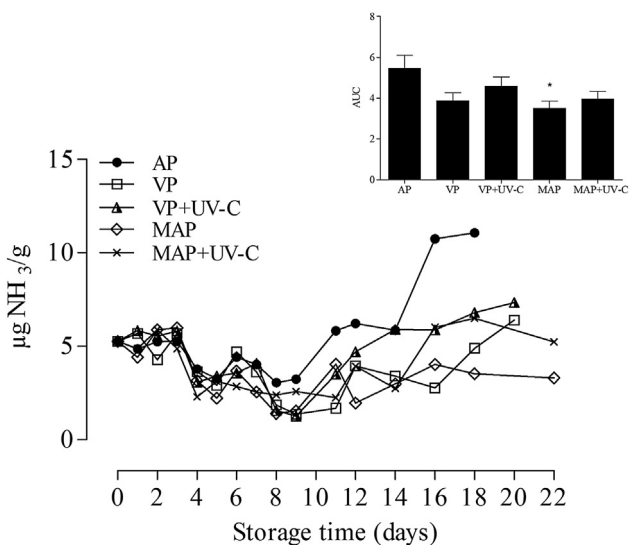 8
6
4
2
0
AUC
AP VP VP+UV-C MAP MAP+UV-C
*
15
10
5
0
µg NH 3/g
AP
VP
VP+UV-C
MAP
MAP+UV-C
0 2 4 6 8 10 12 14 16 18 20 22
Storage time (days)